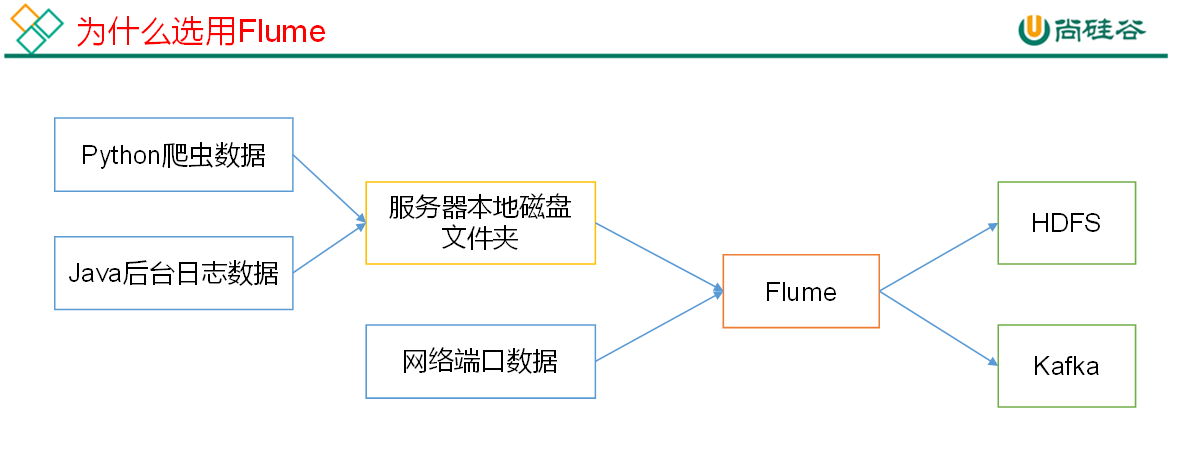 为什么选用Flume
尚硅谷
Python爬虫数据
Java后台日志数据
服务器本地磁盘
文件夹
网络端口数据
Flume
HDFS
Kafka